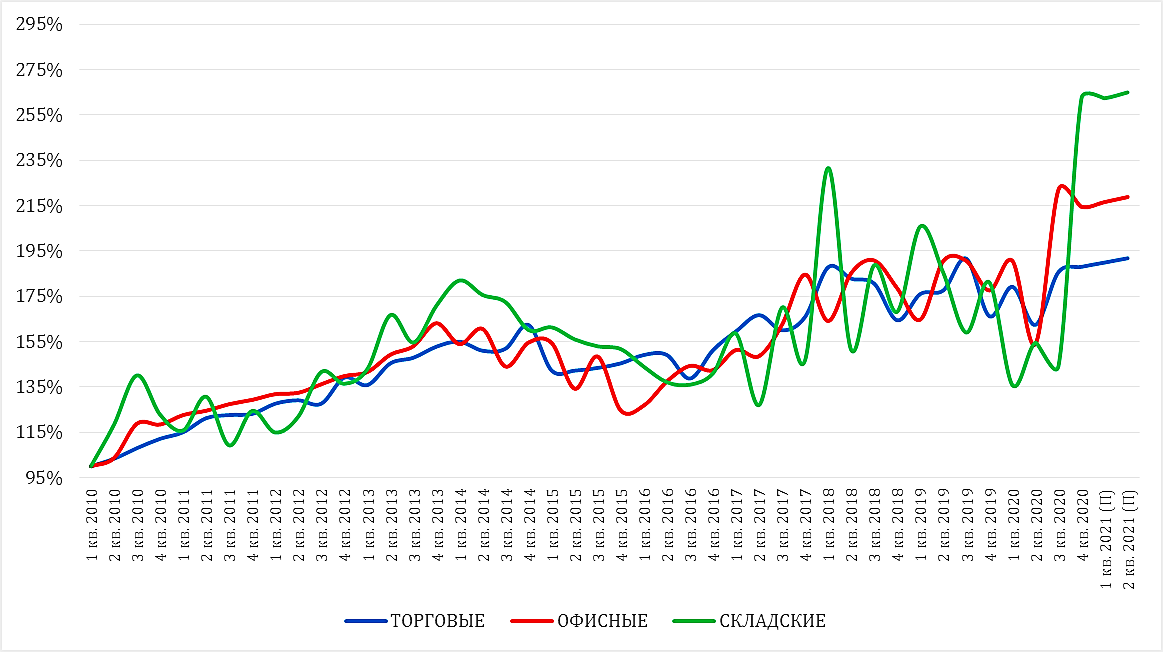 295%
275%
255%
235%
215%
195%
175%
155%
135%
115%
95%
1 кв. 2010
2 кв. 2010
3 кв. 2010
4 кв. 2010
1 кв. 2011
2 кв. 2011
3 кв. 2011
4 кв. 2011
1 кв. 2012
2 кв. 2012
3 кв. 2012
4 кв. 2012
1 кв. 2013
2 кв. 2013
3 кв. 2013
4 кв. 2013
1 кв. 2014
2 кв. 2014
3 кв. 2014
4 кв. 2014
1 кв. 2015
2 кв. 2015
3 кв. 2015
4 кв. 2015
1 кв. 2016
2 кв. 2016
3 кв. 2016
4 кв. 2016
1 кв. 2017
2 кв. 2017
3 кв. 2017
4 кв. 2017
1 кв. 2018
2 кв. 2018
3 кв. 2018
4 кв. 2018
1 кв. 2019
2 кв. 2019
3 кв. 2019
4 кв. 2019
1 кв. 2020
2 кв. 2020
3 кв. 2020
4 кв. 2020
1 кв. 2021 (П)
2 кв. 2021 (П)
ТОРГОВЫЕ ОФИСНЫЕ СКЛАДСКИЕ